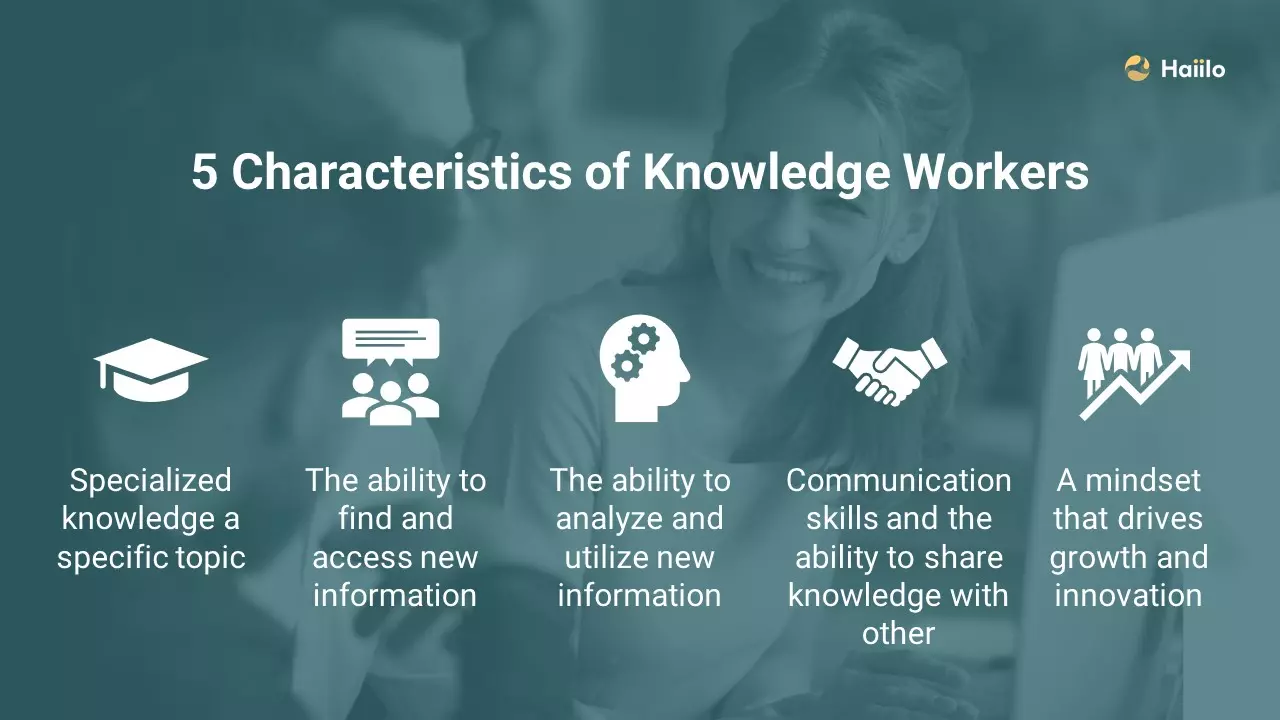 Haiilo
5 Characteristics of Knowledge Workers
Specialized
knowledge a
specific topic
The ability to
find and
access new
information
The ability to
analyze and
utilize new
information
Communication
skills and the
ability to share
knowledge with
other
A mindset
that drives
growth and
innovation